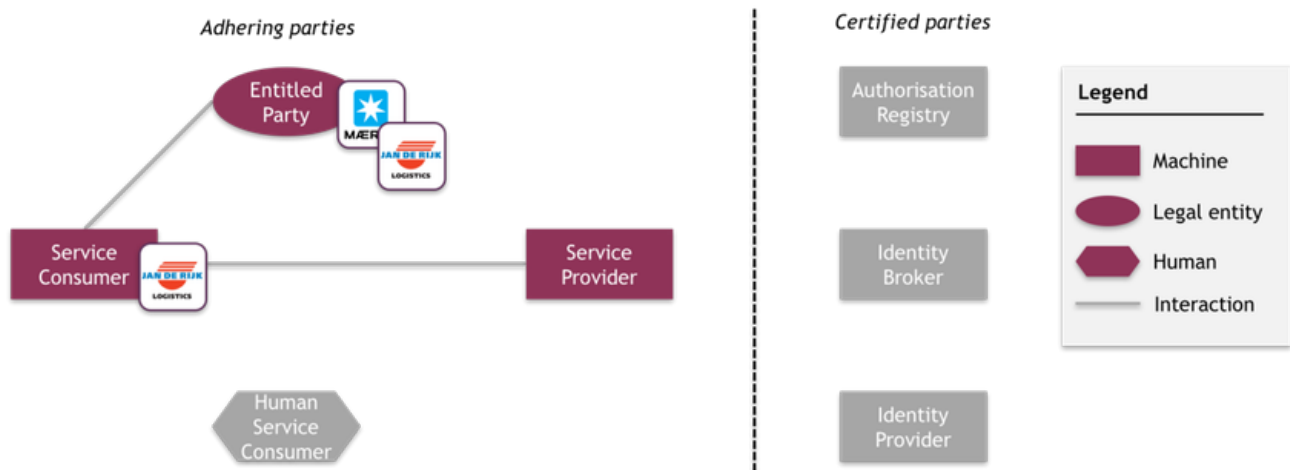 Adhering parties
Certified parties
Entitled
Party
MÆR
JAN DE RIJK
LOGISTICS
Authorisation
Registry
Legend
Machine
Legal entity
Human
Interaction
Service
Consumer
JAN DE RIJK
LOGISTICS
Service
Provider
Identity
Broker
Human
Service
Consumer
Identity
Provider